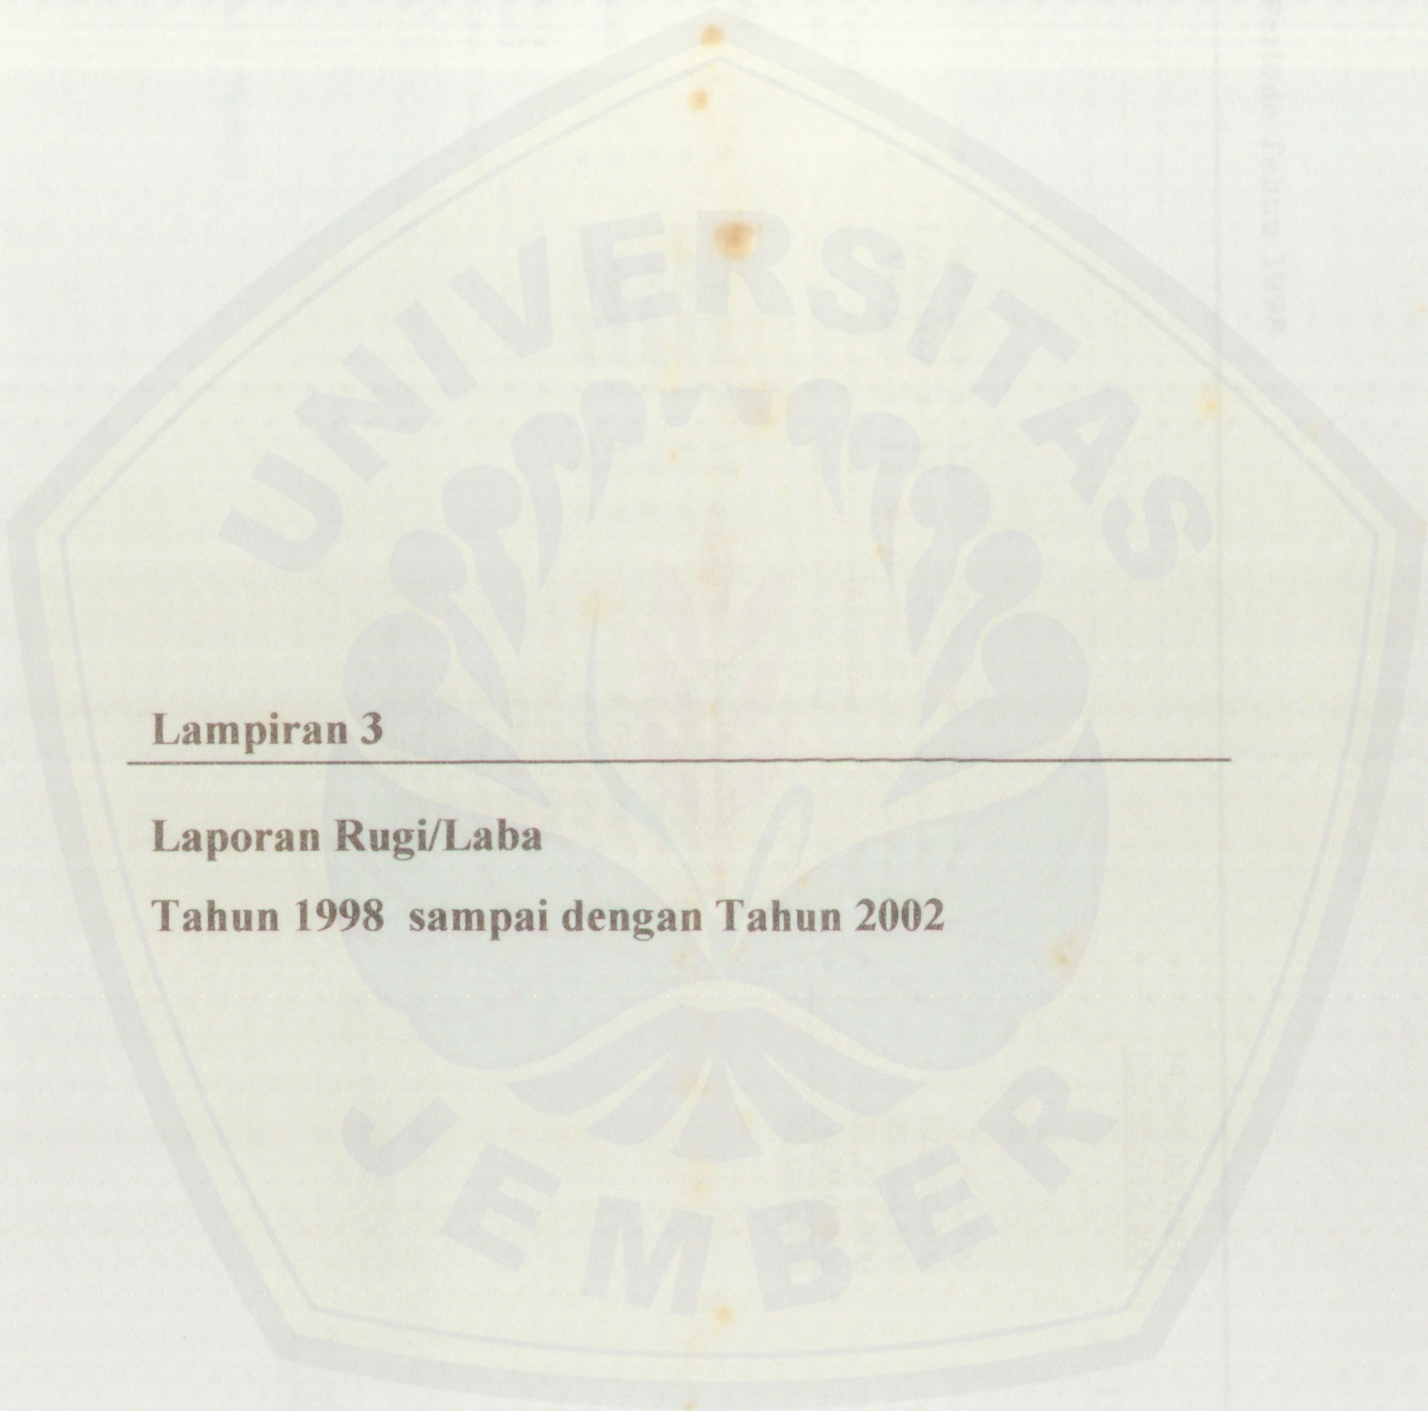 UNIVERSITAS
Lampiran 3
Laporan Rugi/Laba
Tahun 1998 sampai dengan Tahun 2002
JEMBER